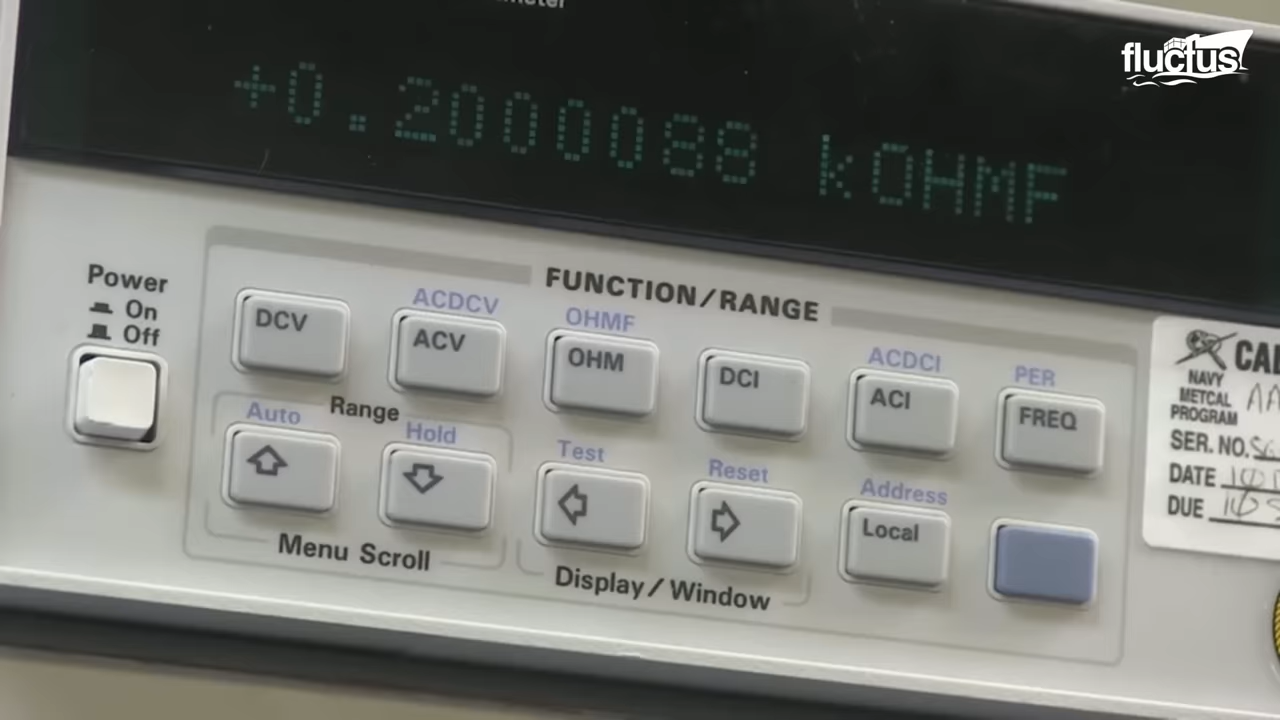 fluctus
+0.2000088 kOHMF
FUNCTION/RANGE
Power
On
Off
ACDCV
OHMF
ACDCI
PER
DCV
ACV
OHM
DCI
ACI
FREQ
Auto
Range
Hold
Test
Reset
Address
Local
Menu Scroll
Display/Window
NAVY
METCAL
PROGRAM
SER. NO.
DATE
DUE